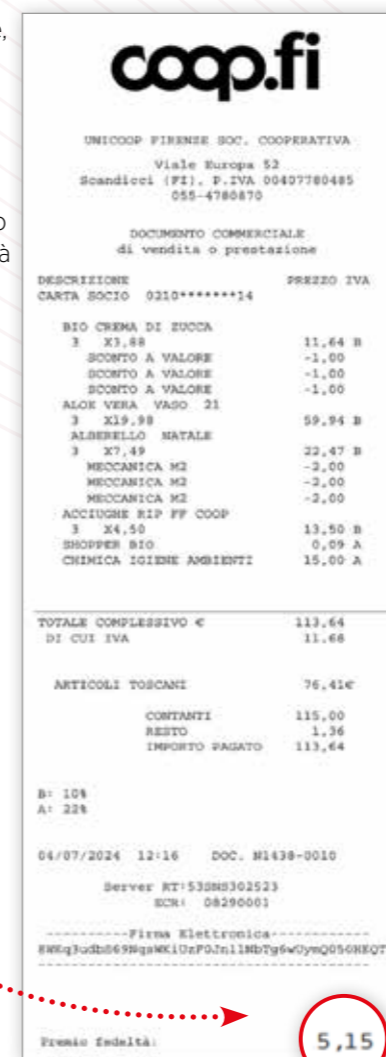 e,
coop.fi
UNICOOP FIRENZE SOC. COOPERATIVA
Viale Europa 52
Scandicci (FI), P.IVA 00407780485
055-4780870
o
à
DOCUMENTO COMMERCIALE
di vendita o prestazione
DESCRIZIONE PREZZO IVA
CARTA SOCIO 0210*******14
BIO CREMA DI ZUCCA
3 X3,88 11,64 B
SCONTO A VALORE -1,00
SCONTO A VALORE -1,00
SCONTO A VALORE -1,00
ALOE VERA VASO 21
3 X19,98 59,94 B
ALBERELLO NATALE
3 X7,49 22,47 B
MECCANICA M2 -2,00
MECCANICA M2 -2,00
MECCANICA M2 -2,00
ACCIUGHE RIP FF COOP
3 X4,50 13,50 B
SHOPPER BIO 0,09 A
CHIMICA IGIENE AMBIENTI 15,00 A
TOTALE COMPLESSIVO € 113,64
DI CUI IVA 11,68
ARTICOLI TOSCANI 76,41€
CONTANTI 115,00
RESTO 1,36
IMPORTO PAGATO 113,64
B: 10%
A: 22%
04/07/2024 12:16 DOC. N1438-0010
Server RT:53SNS302523
ECR: 08290001
----------Firma Elettronica-----------
Premio fedeltà: 5,15